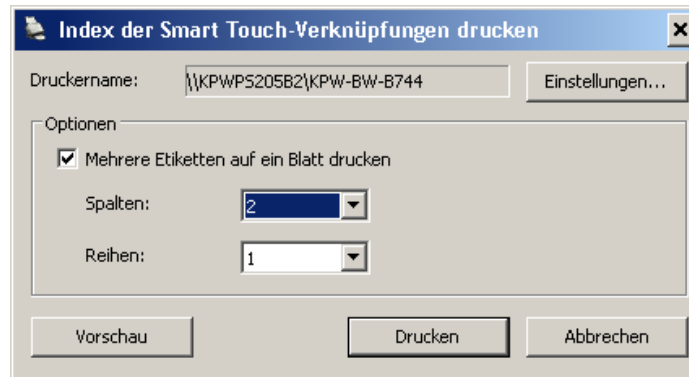 Index der Smart Touch-Verknüpfungen drucken
Druckername: \\KPWPS205B2\KPW-BW-B744 Einstellungen...
Optionen
Mehrere Etiketten auf ein Blatt drucken
Spalten: 2
Reihen: 1
Vorschau Drucken Abbrechen